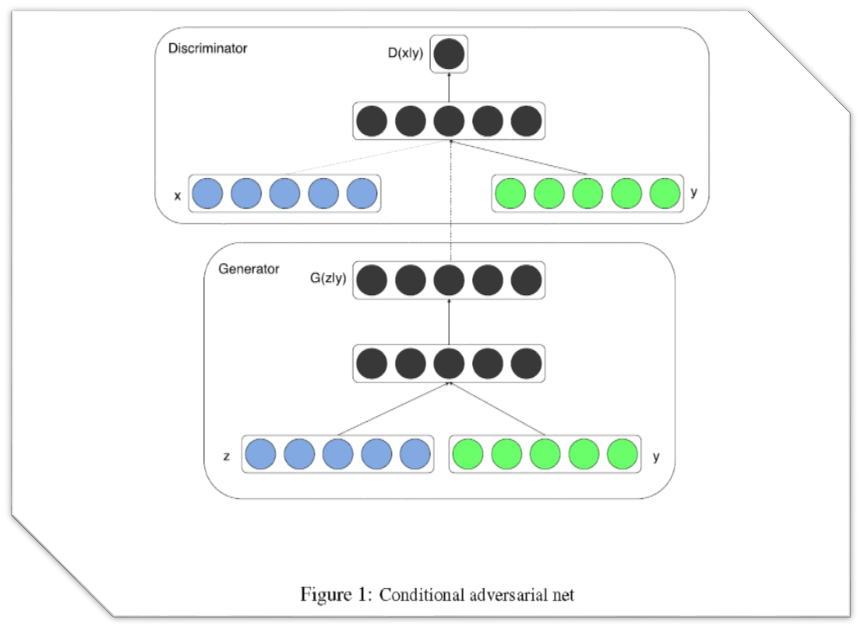 Discriminator
D(x|y)
x
y
Generator
G(z|y)
z
y
Figure 1: Conditional adversarial net